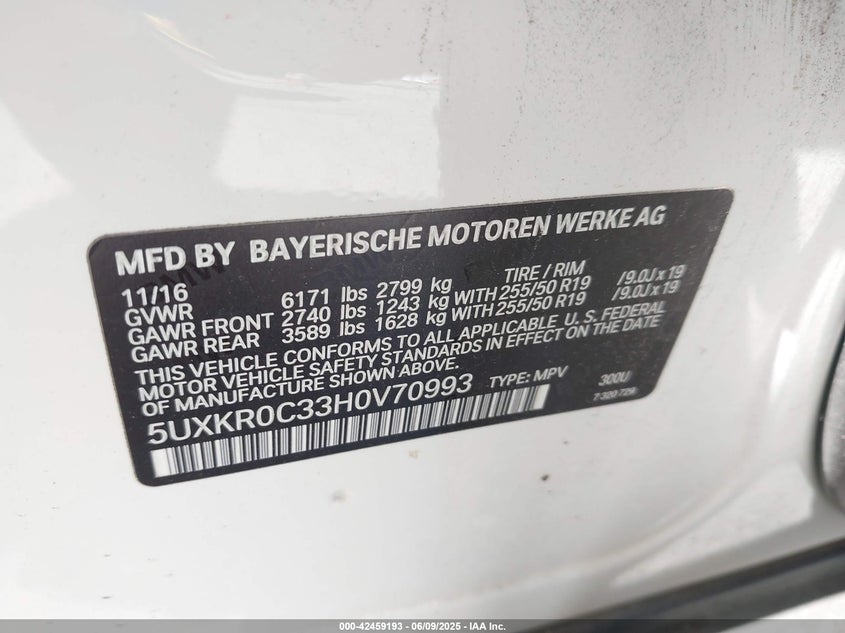 MFD BY BAYERISCHE MOTOREN WERKE AG
11/16 TIRE / RIM
GVWR 6171 lbs 2799 kg
GAWR FRONT 2740 lbs 1243 kg WITH 255/50 R19 /9.0J x 19
GAWR REAR 3589 lbs 1628 kg WITH 255/50 R19 /9.0J x 19
THIS VEHICLE CONFORMS TO ALL APPLICABLE U. S. FEDERAL
MOTOR VEHICLE SAFETY STANDARDS IN EFFECT ON THE DATE
OF MANUFACTURE SHOWN ABOVE.
5UXKR0C33H0V70993 TYPE: MPV 300U
7 320 729
000-42459193 - 06/09/2025 - IAA Inc.